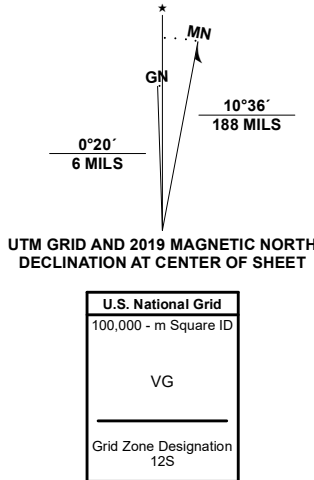 ★
MN
GN
10°36´
188 MILS
0°20´
6 MILS
UTM GRID AND 2019 MAGNETIC NORTH
DECLINATION AT CENTER OF SHEET
U.S. National Grid
100,000 - m Square ID
VG
Grid Zone Designation
12S